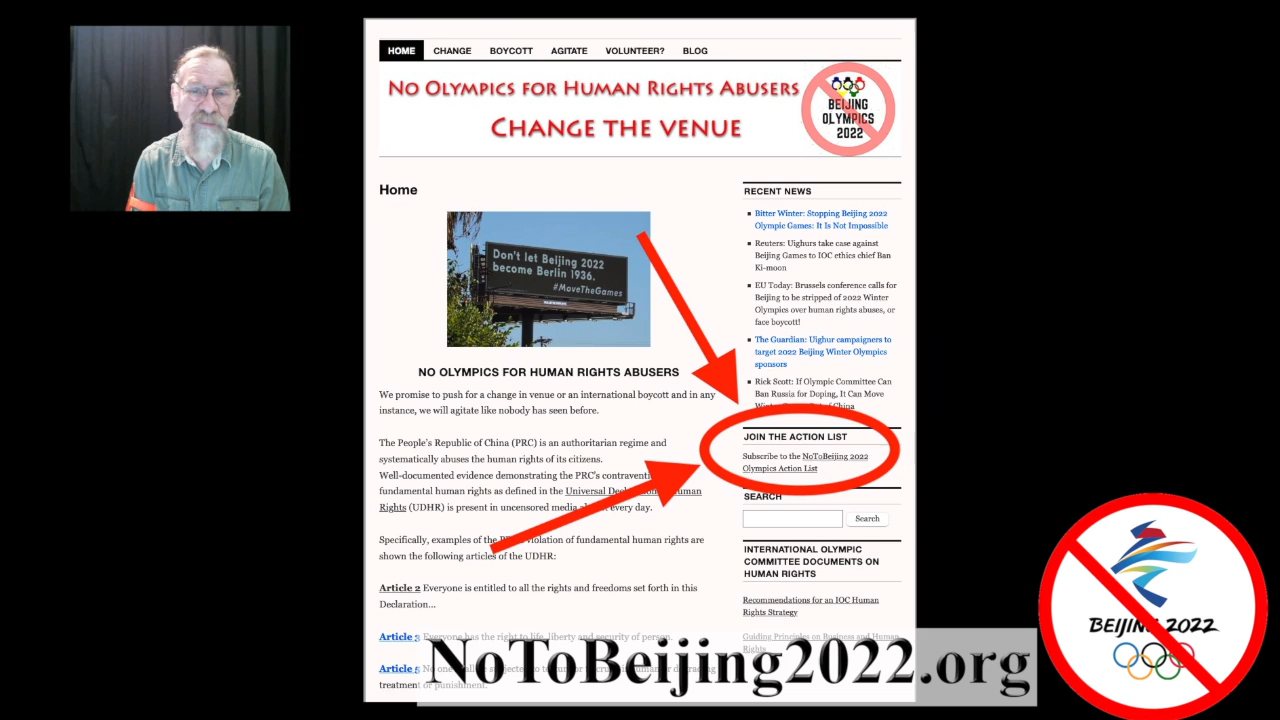 HOME CHANGE BOYCOTT AGITATE VOLUNTEER? BLOG
NO OLYMPICS FOR HUMAN RIGHTS ABUSERS
CHANGE THE VENUE
BEIJING
OLYMPICS
2022
Home
Don't let Beijing 2022
become Berlin 1936.
#MoveTheGames
NO OLYMPICS FOR HUMAN RIGHTS ABUSERS
We promise to push for a change in venue or an international boycott and in any
instance, we will agitate like nobody has seen before.
The People's Republic of China (PRC) is an authoritarian regime and
systematically abuses the human rights of its citizens.
Well-documented evidence demonstrating the PRC's
fundamental human rights as defined in the Universal Human
Rights (UDHR) is present in uncensored media every day.
Specifically, examples of the violation of fundamental human rights are
shown the following articles of the UDHR:
Article 2 Everyone is entitled to all the rights and freedoms set forth in this
Declaration...
Article 3 Everyone has the right to life, liberty and security of person.
Article 5 No one
treatment or punishment.
RECENT NEWS
Bitter Winter: Stopping Beijing 2022
Olympic Games: It Is Not Impossible
Reuters: Uighurs take case against
Beijing Games to IOC ethics chief Ban
Ki-moon
EU Today: Brussels conference calls for
Beijing to be stripped of 2022 Winter
Olympics over human rights abuses, or
face boycott!
The Guardian: Uighur campaigners to
target 2022 Beijing Winter Olympics
sponsors
Rick Scott: If Olympic Committee Can
Ban Russia for Doping, It Can Move
of China
JOIN THE ACTION LIST
Subscribe to the NoToBeijing 2022
Olympics Action List
SEARCH
Search
INTERNATIONAL OLYMPIC
COMMITTEE DOCUMENTS ON
HUMAN RIGHTS
Recommendations for an IOC Human
Rights Strategy
Guiding Principles on Business and Human
Rights
NoToBeijing2022.org
BEIJING 2022